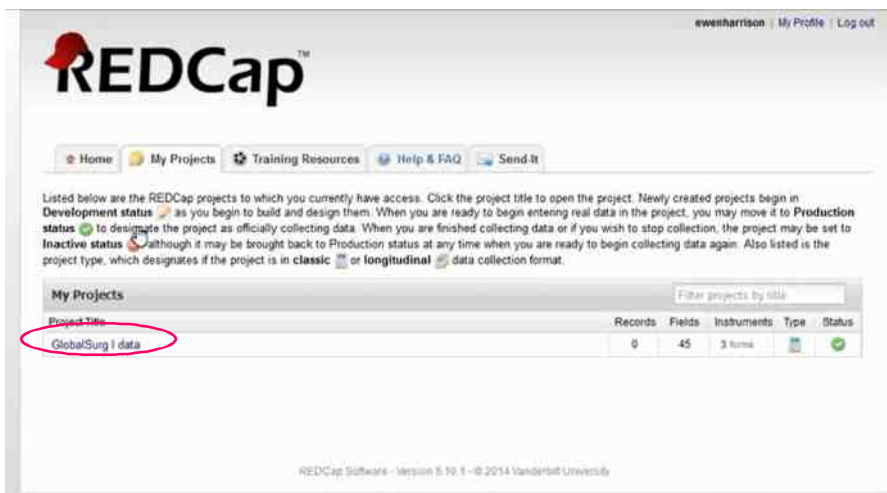 ewenharrison | My Profile | Log out
REDCap™
Home My Projects Training Resources Help & FAQ Send-It
Listed below are the REDCap projects to which you currently have access. Click the project title to open the project. Newly created projects begin in
Development status as you begin to build and design them. When you are ready to begin entering real data in the project, you may move it to Production
status to designate the project as officially collecting data. When you are finished collecting data or if you wish to stop collection, the project may be set to
Inactive status although it may be brought back to Production status at any time when you are ready to begin collecting data again. Also listed is the
project type, which designates if the project is in classic or longitudinal data collection format.
My Projects Filter projects by title
Project Title Records Fields Instruments Type Status
GlobalSurg I data 0 45 3 forms
REDCap Software - Version 5.10.1 - © 2014 Vanderbilt University